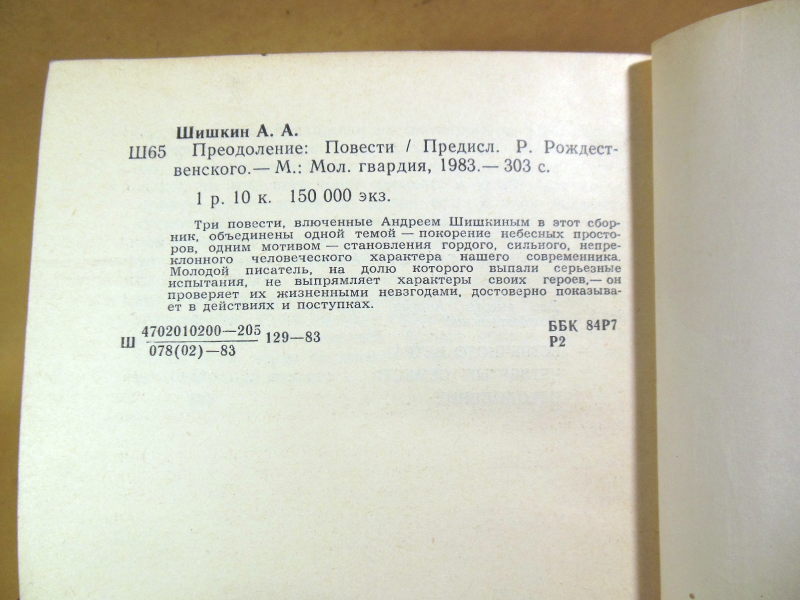 Шишкин А. А.
Ш65 Преодоление: Повести / Предисл. Р. Рождест-
венского.— М.: Мол. гвардия, 1983.— 303 с.
1 р. 10 к. 150 000 экз.
Три повести, влюченные Андреем Шишкиным в этот сбор-
ник, объединены одной темой — покорение небесных просто-
ров, одним мотивом — становления гордого, сильного, непре-
клонного человеческого характера нашего современника.
Молодой писатель, на долю которого выпали серьезные
испытания, не выпрямляет характеры своих героев,— он
проверяет их жизненными невзгодами, достоверно показыва-
ет в действиях и поступках.
Ш 4702010200—205 129—83 ББК 84Р7
078(02)—83 Р2